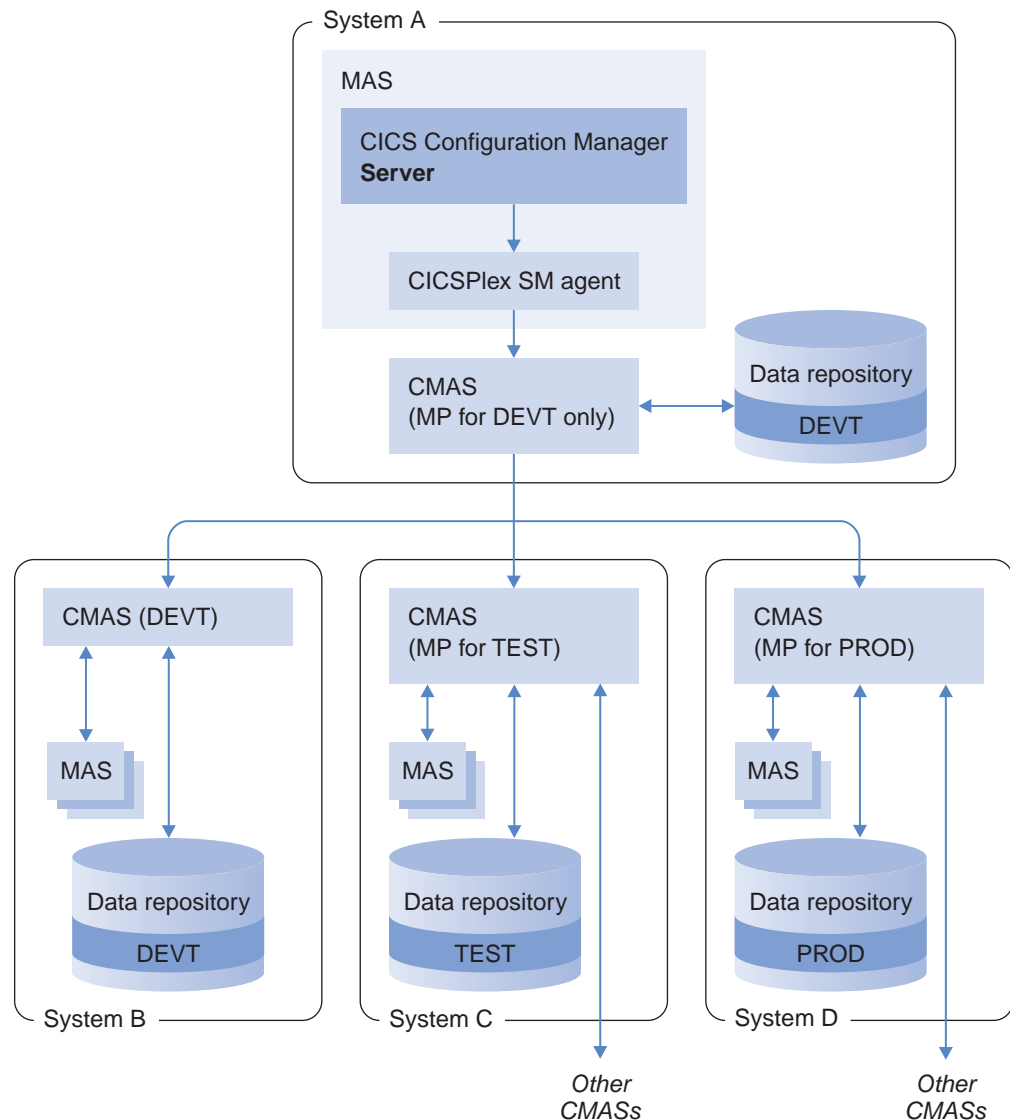 System A
MAS
CICS Configuration Manager
Server
CICSPlex SM agent
CMAS
(MP for DEVT only)
Data repository
DEVT
CMAS (DEVT)
MAS
Data repository
DEVT
System B
CMAS
(MP for TEST)
MAS
Data repository
TEST
System C
Other
CMASs
CMAS
(MP for PROD)
MAS
Data repository
PROD
System D
Other
CMASs